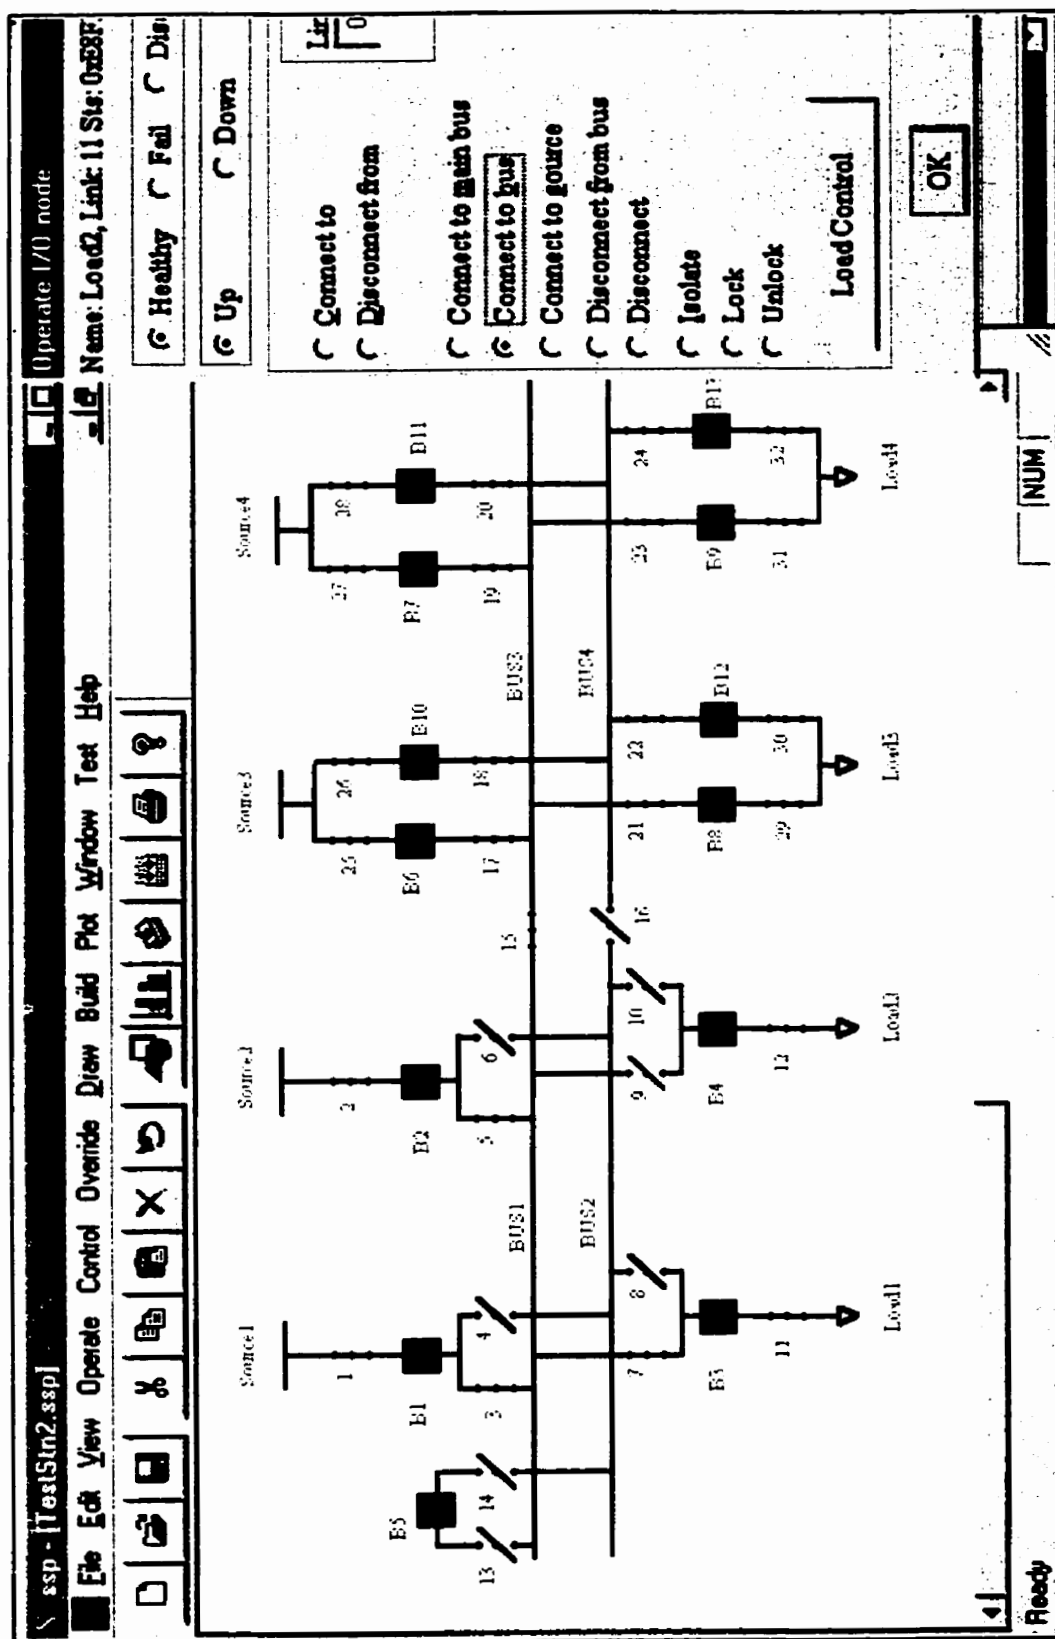 ssp - [TestStn2.ssp]
File Edit View Operate Control Override Draw Build Plot Window Test Help
Operate I/O node
Name: Load2, Link: 11 Sts: 0xE8F
Healthy Fail Dis
Up Down
Connect to
Disconnect from
Connect to main bus
Connect to bus
Connect to source
Disconnect from bus
Disconnect
Isolate
Lock
Unlock
Load Control
OK
Lin
0
Source1 Source2 Source3 Source4
1 2 25 26 27 28
B5 B1 B2 B6 B10 B7 B11
13 14 3 4 5 6 17 18 19 20
BUS1 15 BUS3
BUS2 16 BUS4
7 8 9 10 21 22 23 24
B3 B4 B8 B12 B9 B13
11 12 29 30 31 32
Load1 Load2 Load3 Load4
Ready NUM